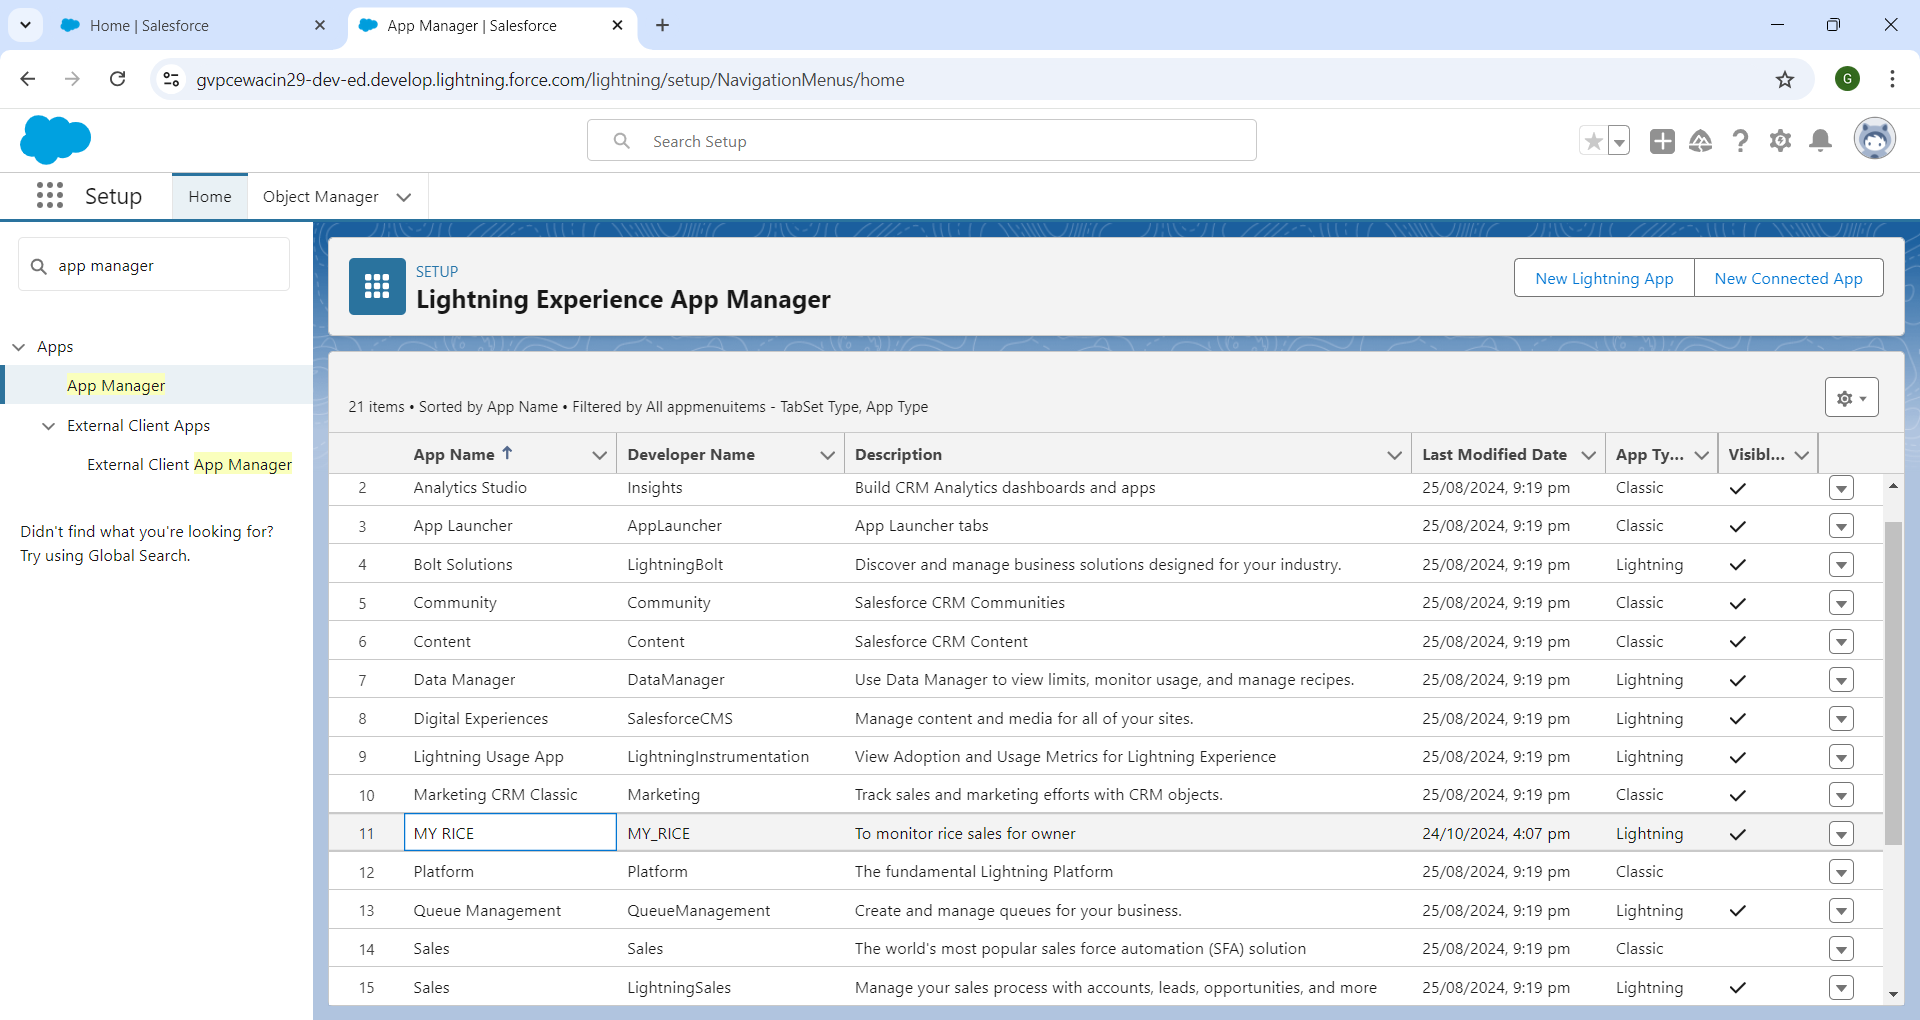 Home | Salesforce
App Manager | Salesforce
gvpcewacin29-dev-ed.develop.lightning.force.com/lightning/setup/NavigationMenus/home
G
Search Setup
Setup
Home
Object Manager
app manager
Apps
App Manager
External Client Apps
External Client App Manager
Didn't find what you're looking for?
Try using Global Search.
SETUP
Lightning Experience App Manager
New Lightning App
New Connected App
21 items • Sorted by App Name • Filtered by All appmenuitems - TabSet Type, App Type
App Name ↑ Developer Name Description Last Modified Date App Ty... Visibl...
2 Analytics Studio Insights Build CRM Analytics dashboards and apps 25/08/2024, 9:19 pm Classic ✓
3 App Launcher AppLauncher App Launcher tabs 25/08/2024, 9:19 pm Classic ✓
4 Bolt Solutions LightningBolt Discover and manage business solutions designed for your industry. 25/08/2024, 9:19 pm Lightning ✓
5 Community Community Salesforce CRM Communities 25/08/2024, 9:19 pm Classic ✓
6 Content Content Salesforce CRM Content 25/08/2024, 9:19 pm Classic ✓
7 Data Manager DataManager Use Data Manager to view limits, monitor usage, and manage recipes. 25/08/2024, 9:19 pm Lightning ✓
8 Digital Experiences SalesforceCMS Manage content and media for all of your sites. 25/08/2024, 9:19 pm Lightning ✓
9 Lightning Usage App LightningInstrumentation View Adoption and Usage Metrics for Lightning Experience 25/08/2024, 9:19 pm Lightning ✓
10 Marketing CRM Classic Marketing Track sales and marketing efforts with CRM objects. 25/08/2024, 9:19 pm Classic ✓
11 MY RICE MY_RICE To monitor rice sales for owner 24/10/2024, 4:07 pm Lightning ✓
12 Platform Platform The fundamental Lightning Platform 25/08/2024, 9:19 pm Classic
13 Queue Management QueueManagement Create and manage queues for your business. 25/08/2024, 9:19 pm Lightning ✓
14 Sales Sales The world's most popular sales force automation (SFA) solution 25/08/2024, 9:19 pm Classic
15 Sales LightningSales Manage your sales process with accounts, leads, opportunities, and more 25/08/2024, 9:19 pm Lightning ✓